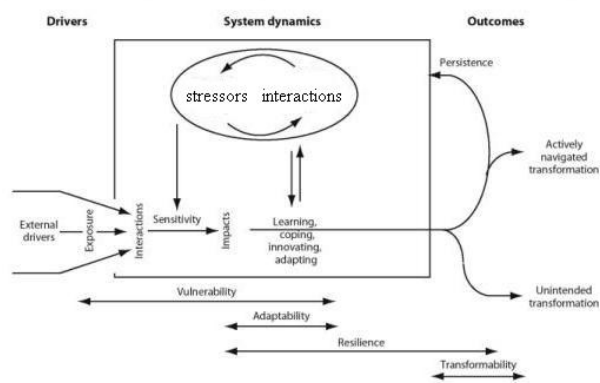 Drivers
System dynamics
Outcomes
stressors interactions
Persistence
Actively
navigated
transformation
External
drivers
Exposure
Interactions
Sensitivity
Impacts
Learning,
coping,
innovating,
adapting
Unintended
transformation
Vulnerability
Adaptability
Resilience
Transformability